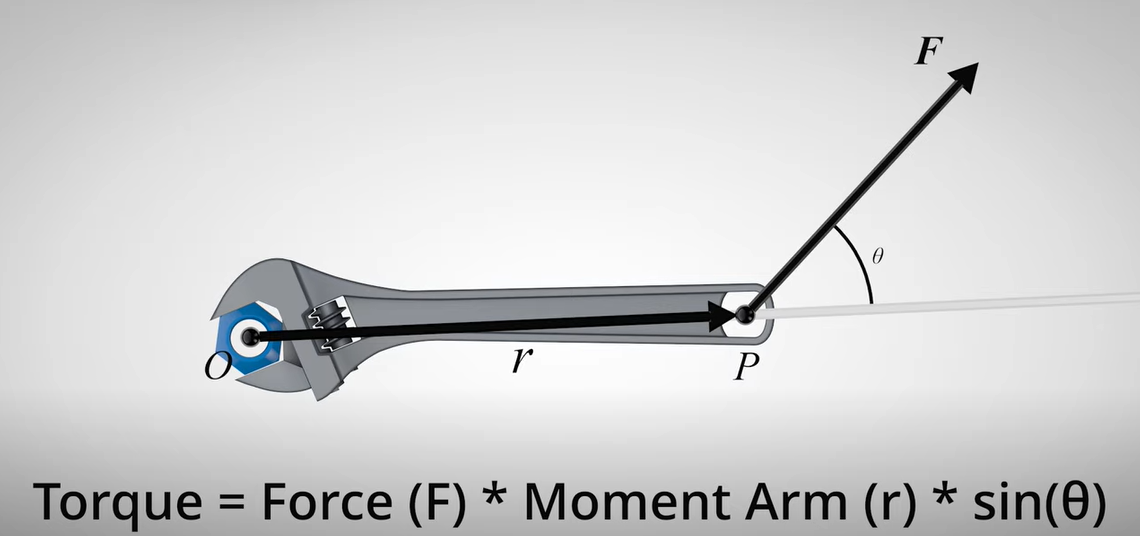 F
θ
O
r
P
Torque = Force (F) * Moment Arm (r) * sin(θ)